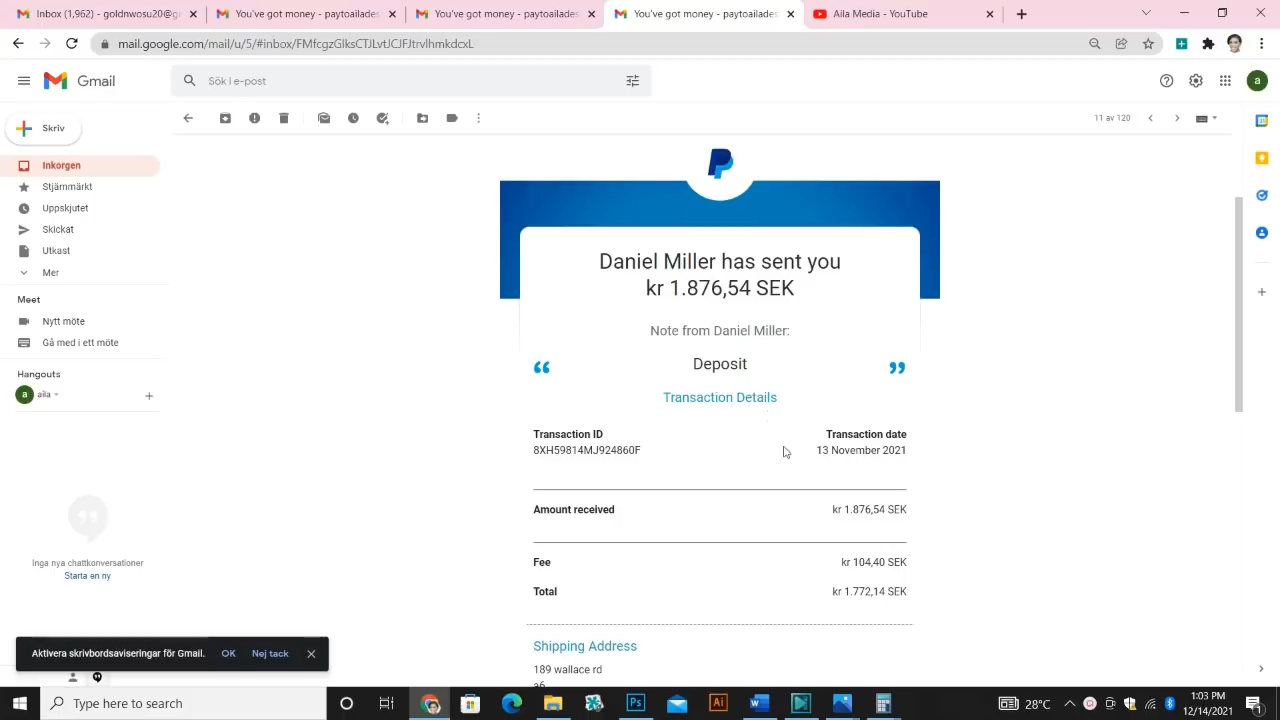 Inbox (1,962) - goldnwosu20@g
You've got money - paytoailades
You've got money - paytoailades
You've got money - paytoailades
Aila Media - YouTube
mail.google.com/mail/u/5/#inbox/FMfcgzGlksCTJLvtJCJFJtrvlhmkdcxL
Gmail
Sök i e-post
a
Skriv
11 av 120
Inkorgen
Stjärnmärkt
Uppskjutet
Skickat
Utkast
Mer
Meet
Nytt möte
Gå med i ett möte
Hangouts
a aila
Inga nya chattkonversationer
Starta en ny
Daniel Miller has sent you
kr 1.876,54 SEK
Note from Daniel Miller:
“ Deposit ”
Transaction Details
Transaction ID Transaction date
8XH59814MJ924860F 13 November 2021
Amount received kr 1.876,54 SEK
Fee kr 104,40 SEK
Total kr 1.772,14 SEK
Shipping Address
189 wallace rd
a6
Aktivera skrivbordsaviseringar för Gmail. OK Nej tack
Type here to search
Ps
Ai
W
28°C
1:03 PM
12/14/2021
1